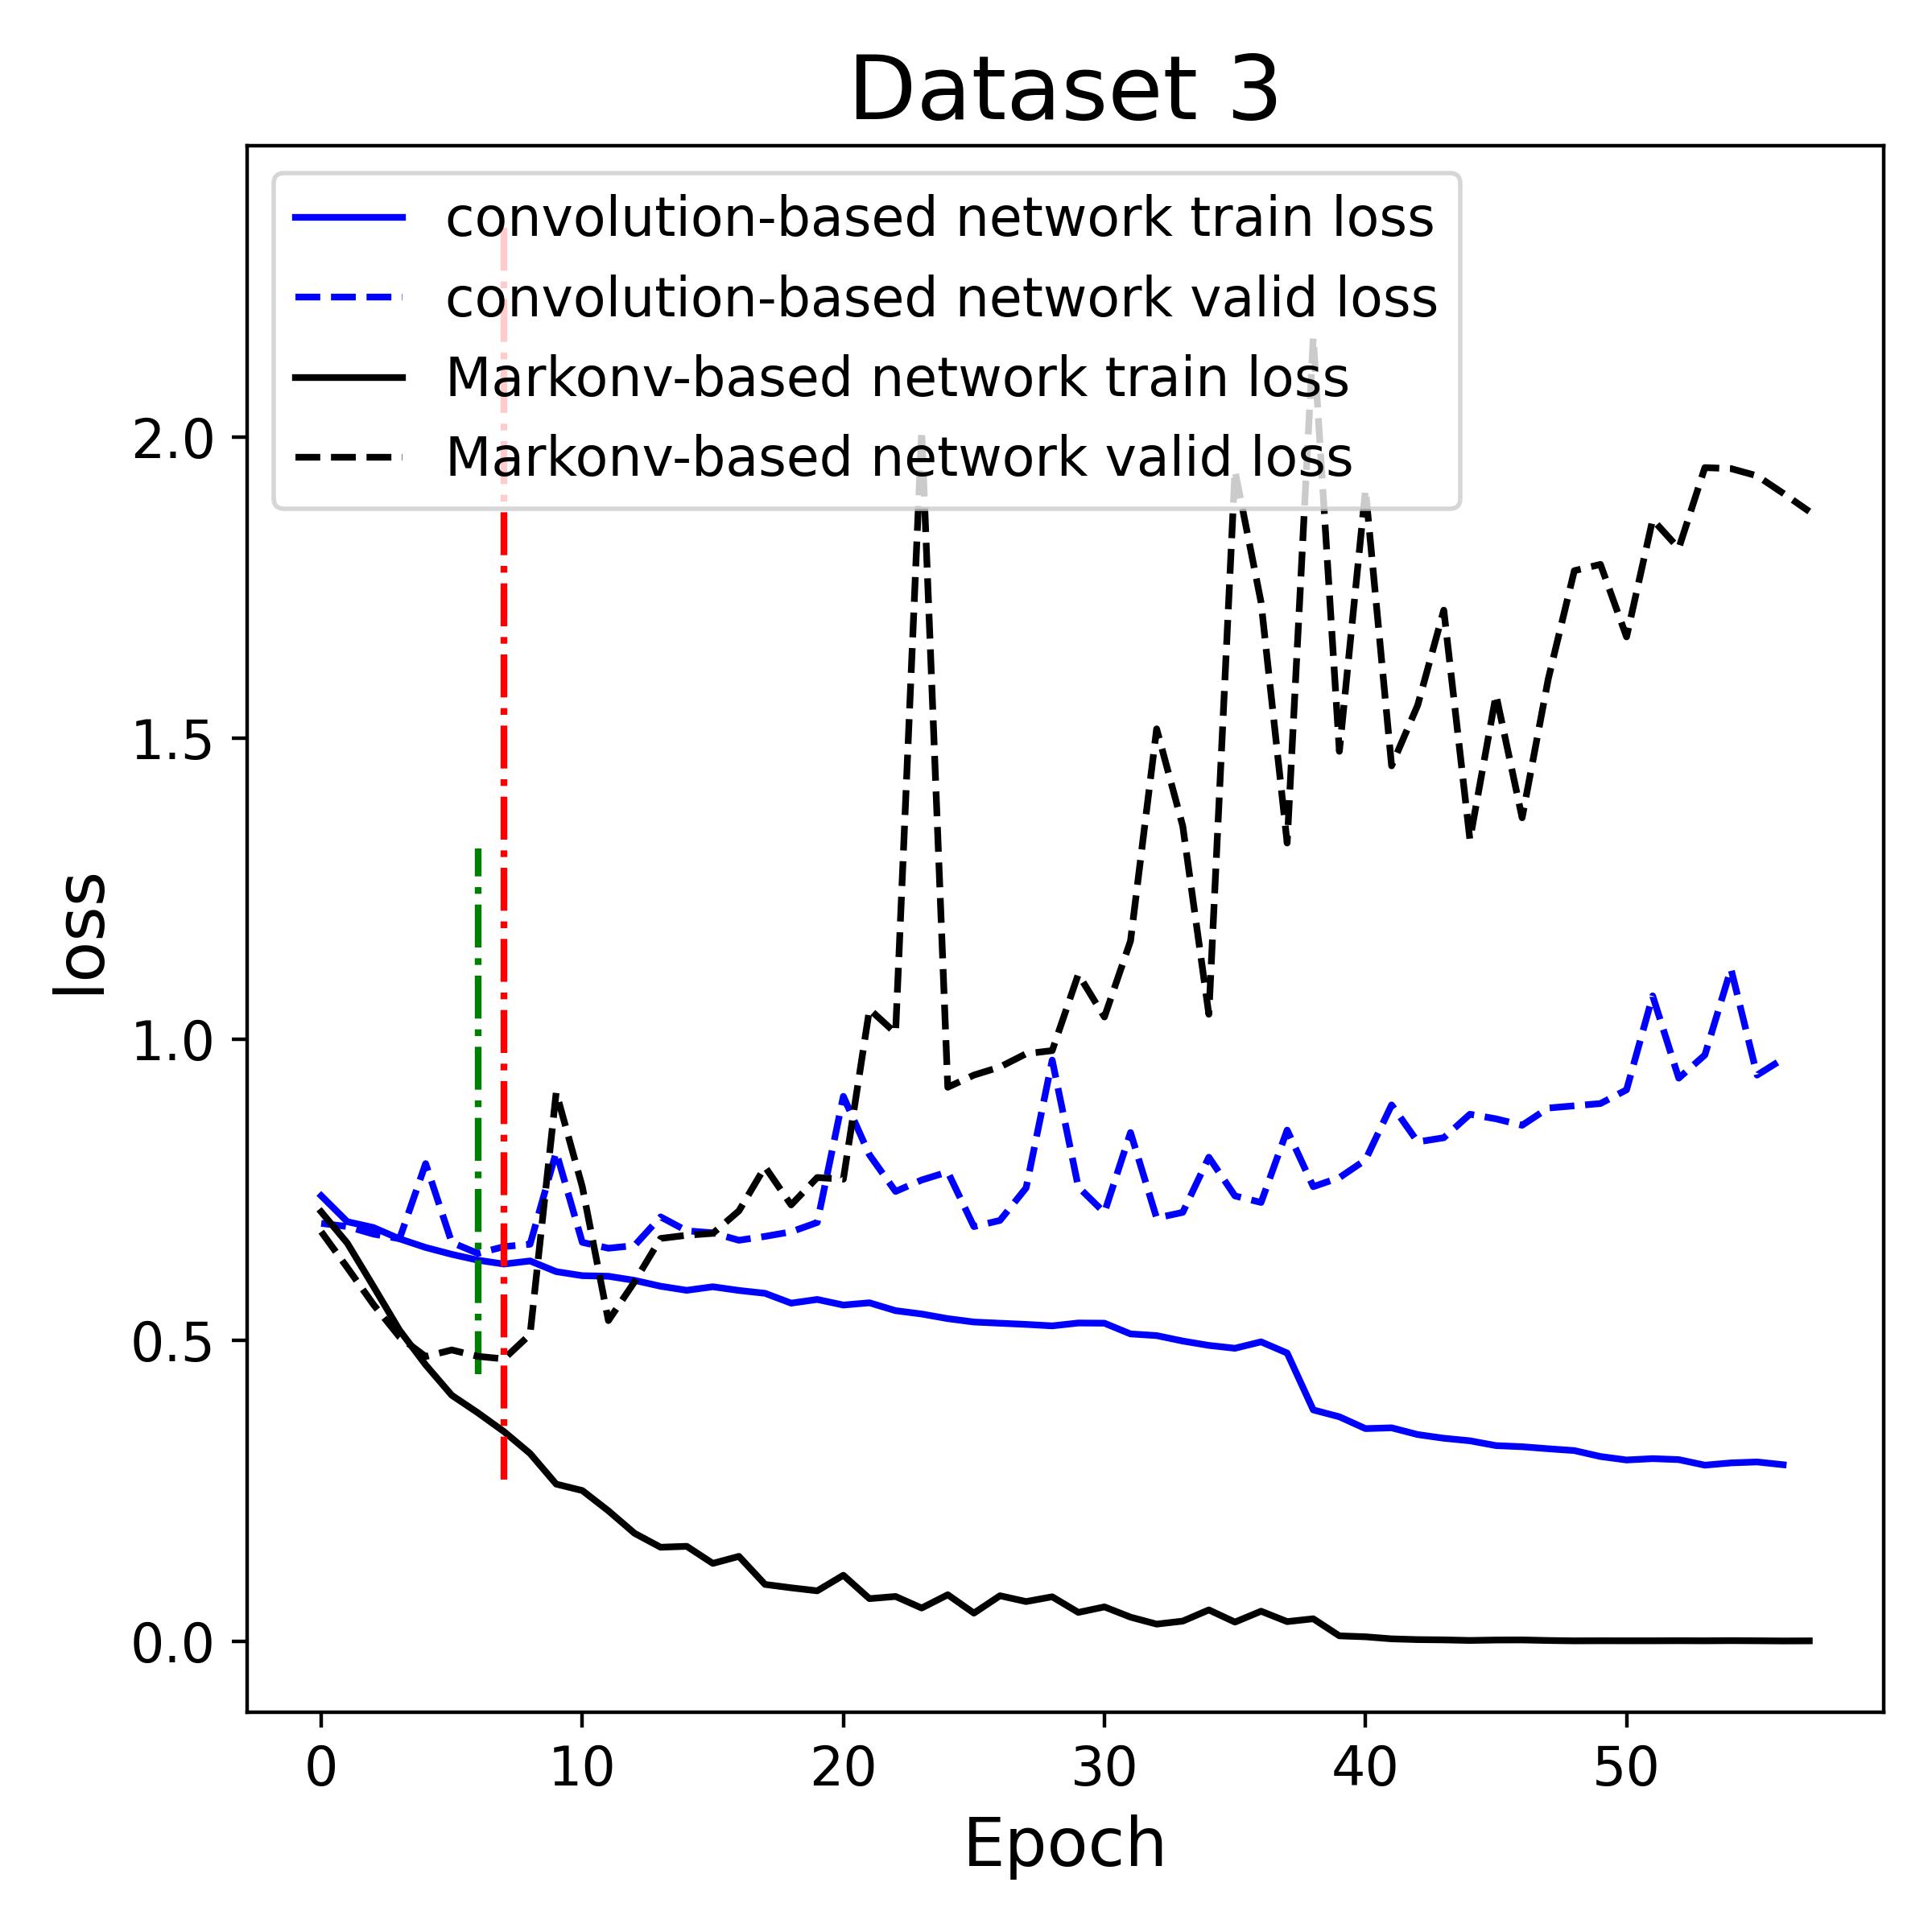 Dataset 3
convolution-based network train loss
convolution-based network valid loss
Markonv-based network train loss
Markonv-based network valid loss
2.0
1.5
1.0
0.5
0.0
loss
0 10 20 30 40 50
Epoch